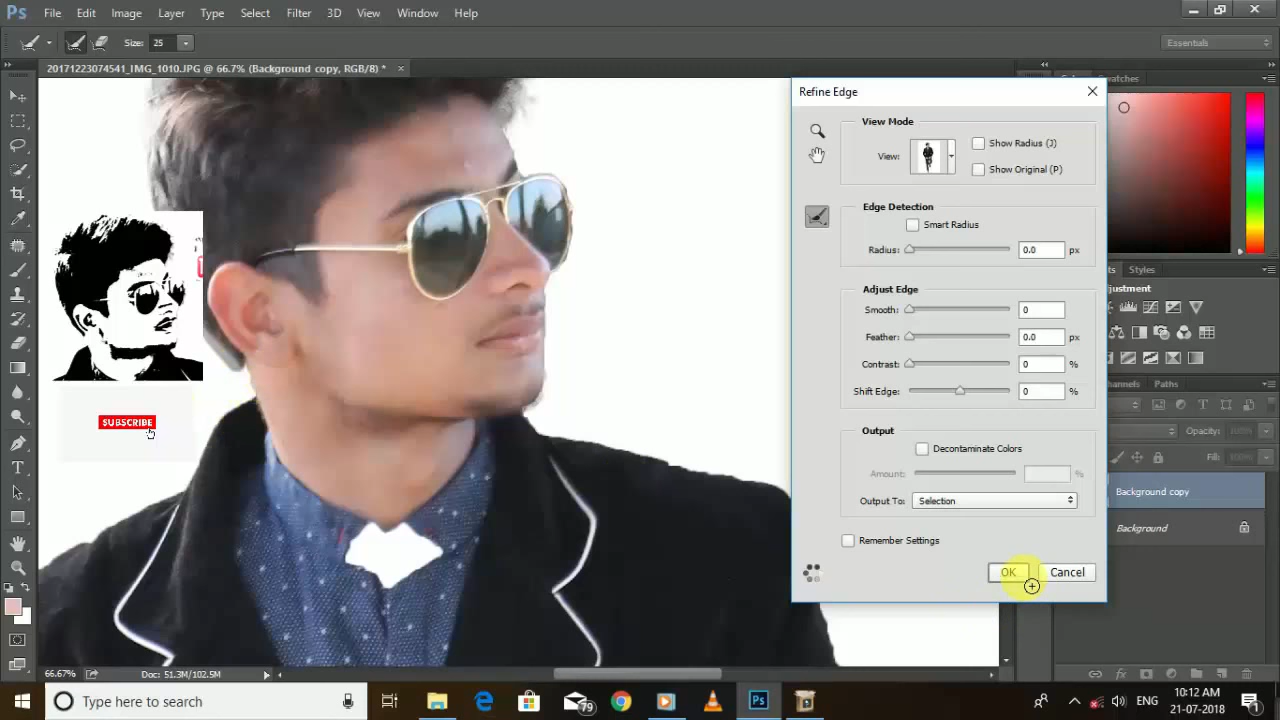 Ps File Edit Image Layer Type Select Filter 3D View Window Help
Size: 25 Essentials
20171223074541_IMG_1010.JPG @ 66.7% (Background copy, RGB/8) * ×
Swatches
Refine Edge
View Mode
View:
Show Radius (J)
Show Original (P)
Edge Detection
Smart Radius
Radius: 0.0 px
Adjust Edge
Smooth: 0
Feather: 0.0 px
Contrast: 0 %
Shift Edge: 0 %
Output
Decontaminate Colors
Amount: %
Output To: Selection
Remember Settings
OK Cancel
Styles
Paths
Opacity:
Fill:
Background copy
Background
SUBSCRIBE
66.67% Doc: 51.3M/102.5M
Type here to search
79
Ps
ENG
10:12 AM
21-07-2018
1